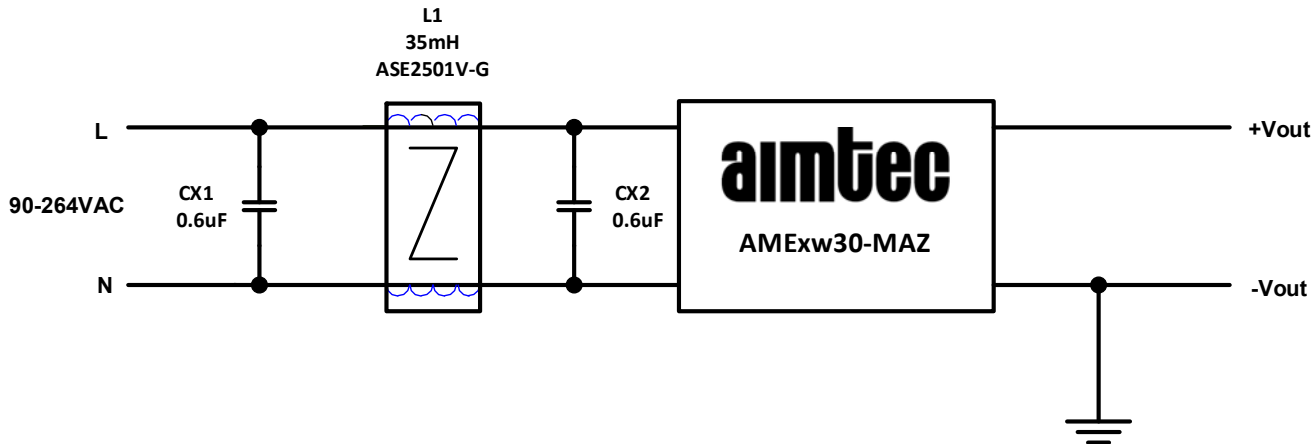 L1
35mH
ASE2501V-G
L
+Vout
aimtec
CX1
0.6uF
CX2
0.6uF
90-264VAC
AMExw30-MAZ
N
-Vout